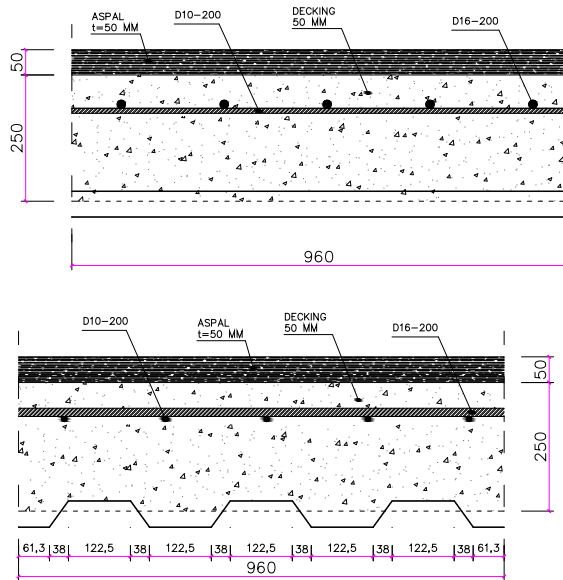 ASPAL
t=50 MM
D10-200
DECKING
50 MM
D16-200
50
250
960
D10-200
ASPAL
t=50 MM
DECKING
50 MM
D16-200
50
250
61,3 38 122,5 38 122,5 38 122,5 38 122,5 38 122,5 38 61,3
960